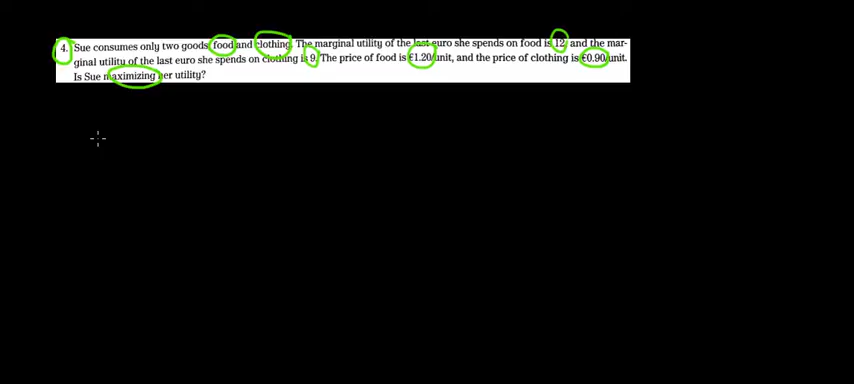 4. Sue consumes only two goods, food and clothing. The marginal utility of the last euro she spends on food is 12, and the mar-
ginal utility of the last euro she spends on clothing is 9. The price of food is €1.20/unit, and the price of clothing is €0.90/unit.
Is Sue maximizing her utility?